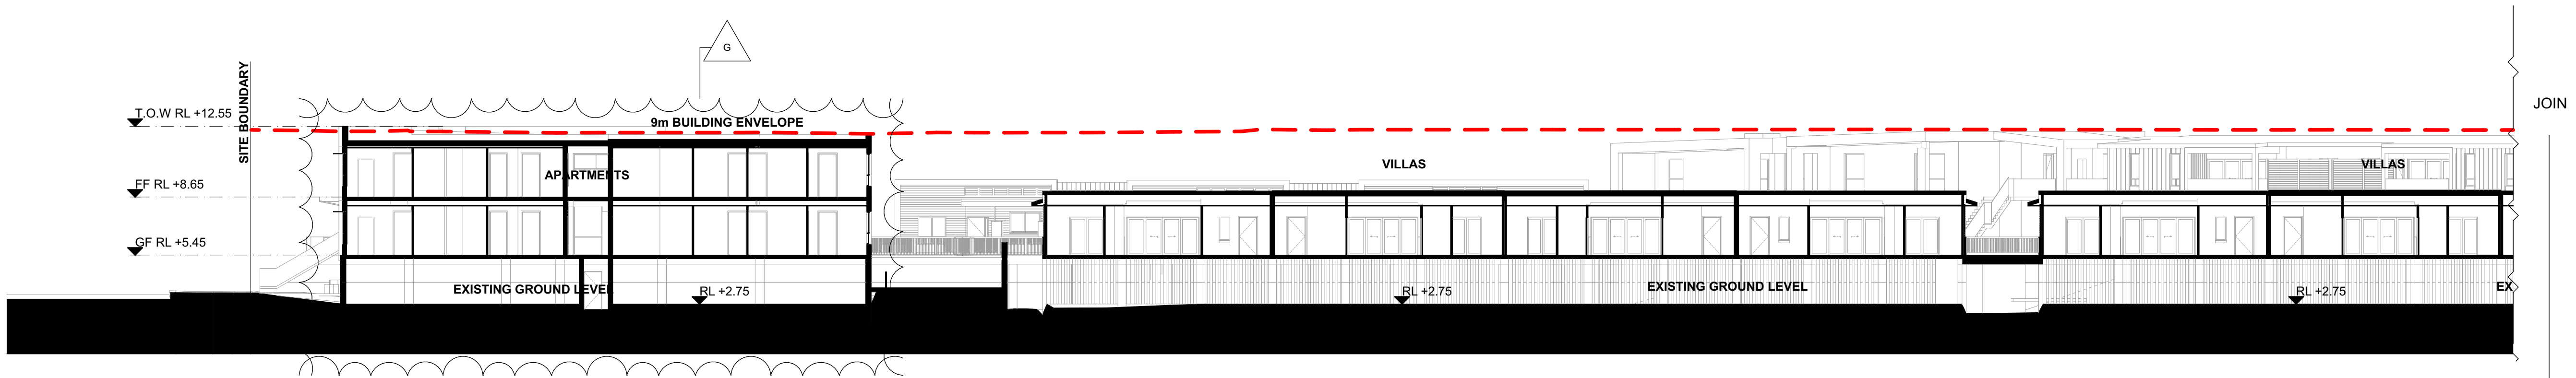 G
JOIN
T.O.W RL +12.55
SITE BOUNDARY
9m BUILDING ENVELOPE
VILLAS
VILLAS
APARTMENTS
FF RL +8.65
GF RL +5.45
EXISTING GROUND LEVEL
RL +2.75
RL +2.75
EXISTING GROUND LEVEL
RL +2.75
EX